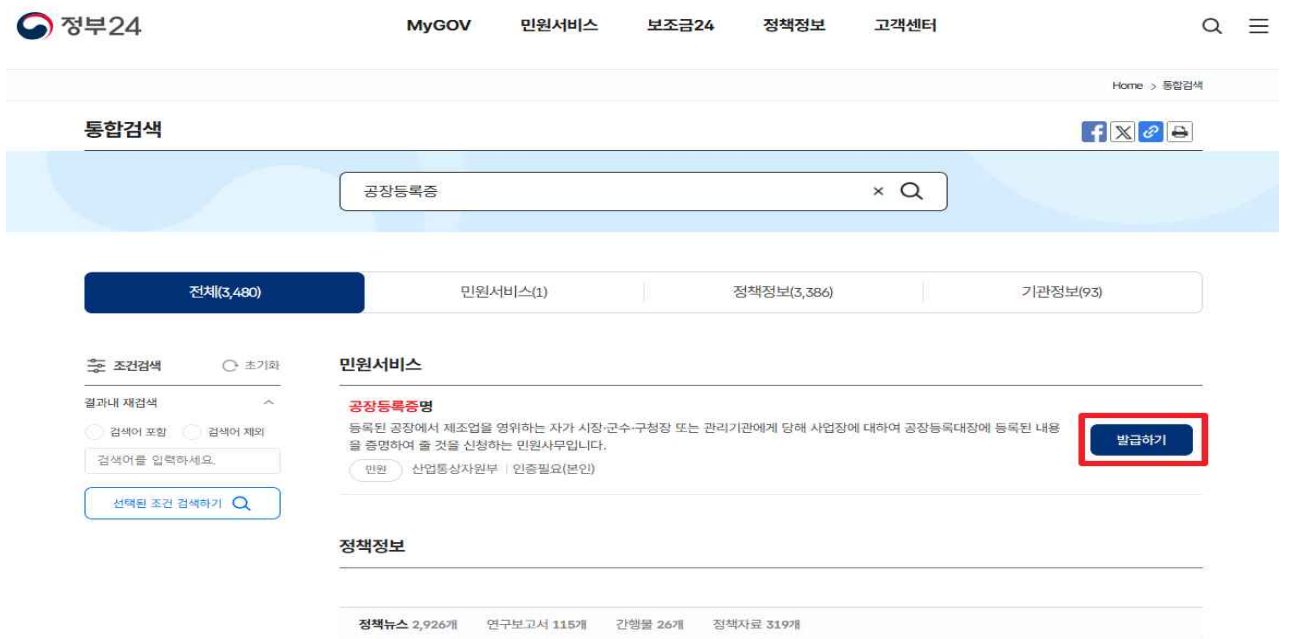 정부24
MyGOV 민원서비스 보조금24 정책정보 고객센터
Home > 통합검색
통합검색
공장등록증
전체(3,480) 민원서비스(1) 정책정보(3,386) 기관정보(93)
조건검색 초기화
결과내 재검색
검색어 포함 검색어 제외
검색어를 입력하세요.
선택된 조건 검색하기
민원서비스
공장등록증명
등록된 공장에서 제조업을 영위하는 자가 시장·군수·구청장 또는 관리기관에게 당해 사업장에 대하여 공장등록대장에 등록된 내용
을 증명하여 줄 것을 신청하는 민원사무입니다.
민원 산업통상자원부 인증필요(본인)
발급하기
정책정보
정책뉴스 2,926개 연구보고서 115개 간행물 26개 정책자료 319개